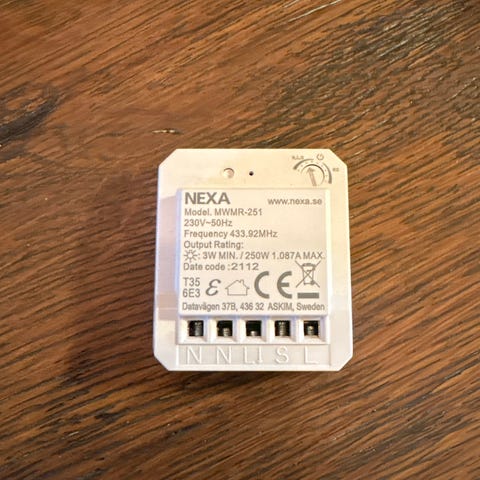 NEXA www.nexa.se
Model. MWMR-251
230V~50Hz
Frequency 433.92MHz
Output Rating:
: 3W MIN. / 250W 1.087A MAX.
Date code : 2112
T35
6E3
CE
Datavägen 37B, 436 32 ASKIM, Sweden
N N L↓ S L